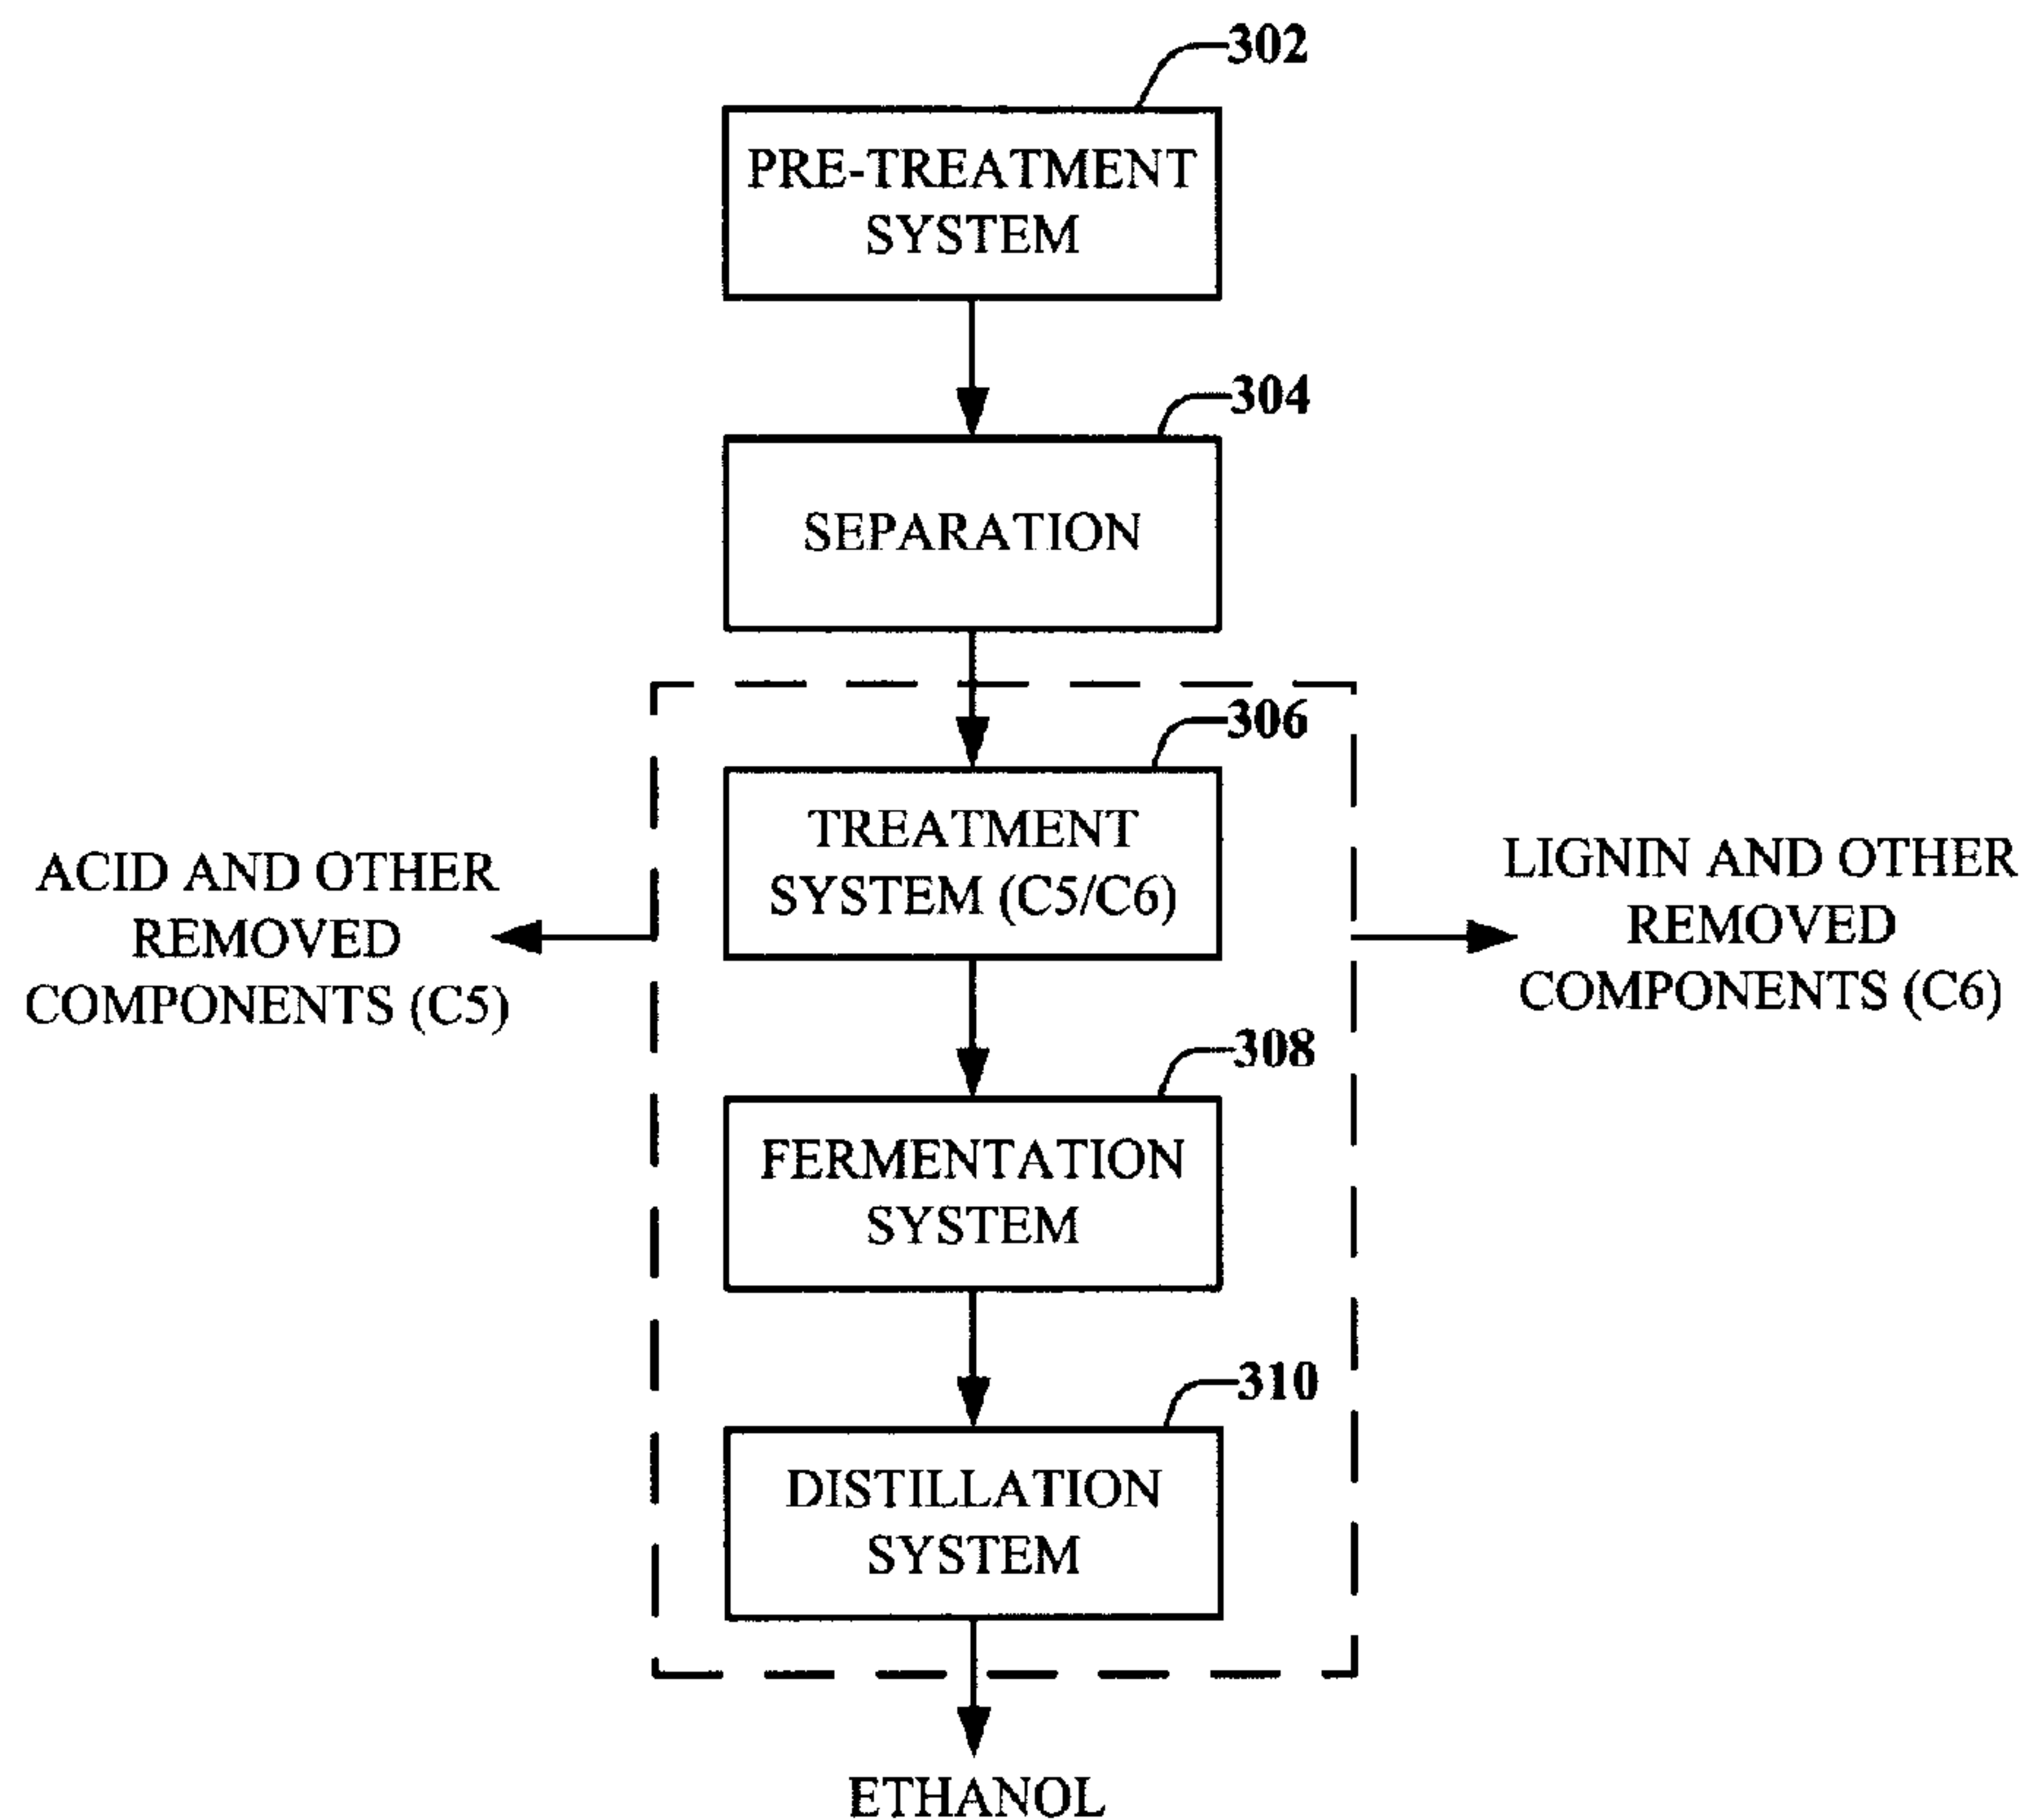 302
PRE-TREATMENT
SYSTEM
304
SEPARATION
306
TREATMENT
SYSTEM (C5/C6)
ACID AND OTHER
REMOVED
COMPONENTS (C5)
LIGNIN AND OTHER
REMOVED
COMPONENTS (C6)
308
FERMENTATION
SYSTEM
310
DISTILLATION
SYSTEM
ETHANOL